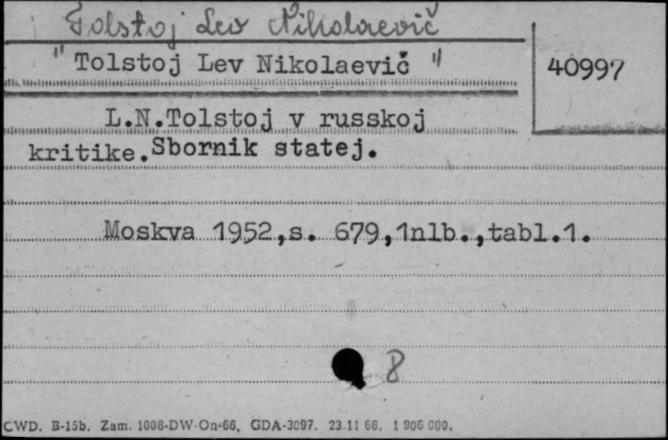 Tolstoj Lev Nikolaevič
"Tolstoj Lev Nikolaevič"
40997
L.N.Tolstoj v russkoj
kritike.Sbornik statej.
Moskva 1952,s. 679,1nlb.,tabl.1.
8
CWD. B-15b. Zam. 1008-DW-On-66, GDA-3097. 23.11 66. 1 906 000.